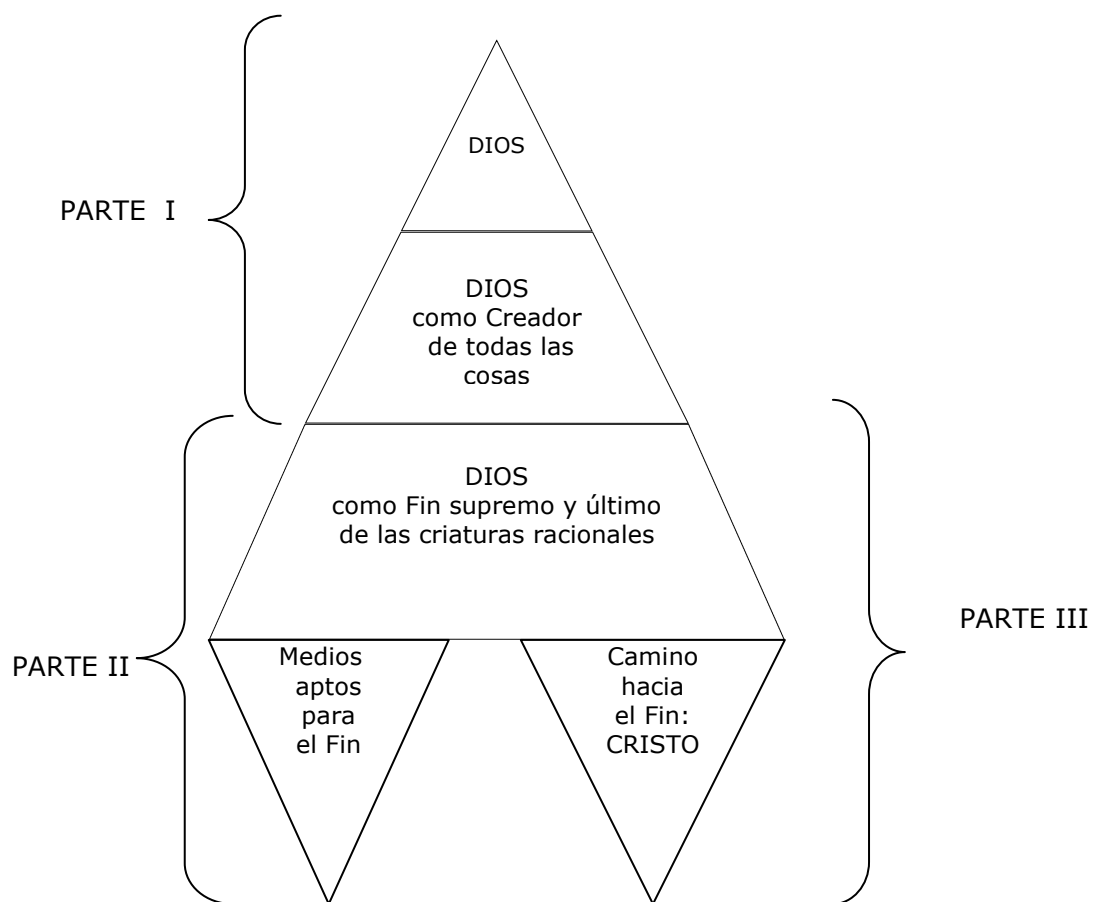 DIOS
PARTE I
DIOS
como Creador
de todas las
cosas
DIOS
como Fin supremo y último
de las criaturas racionales
PARTE III
PARTE II
Medios
aptos
para
el Fin
Camino
hacia
el Fin:
CRISTO